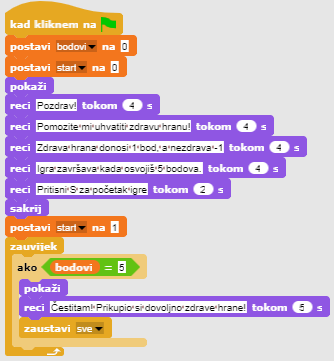 kad kliknem na
postavi bodovi na 0
postavi start na 0
pokaži
reci Pozdrav! tokom 4 s
reci Pomozite mi uhvatiti zdravu hranu! tokom 4 s
reci Zdrava hrana donosi 1 bod, a nezdrava -1 tokom 4 s
reci Igra završava kada osvojiš 5 bodova. tokom 4 s
reci Pritisni S za početak igre tokom 2 s
sakrij
postavi start na 1
zauvijek
ako bodovi = 5
pokaži
reci Čestitam! Prikupio si dovoljno zdrave hrane! tokom 5 s
zaustavi sve